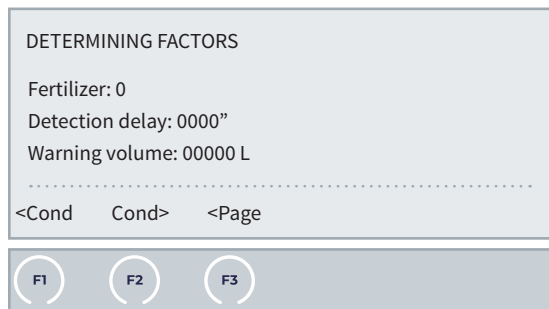 DETERMINING FACTORS
Fertilizer: 0
Detection delay: 0000”
Warning volume: 00000 L
<Cond Cond> <Page
F1 F2 F3